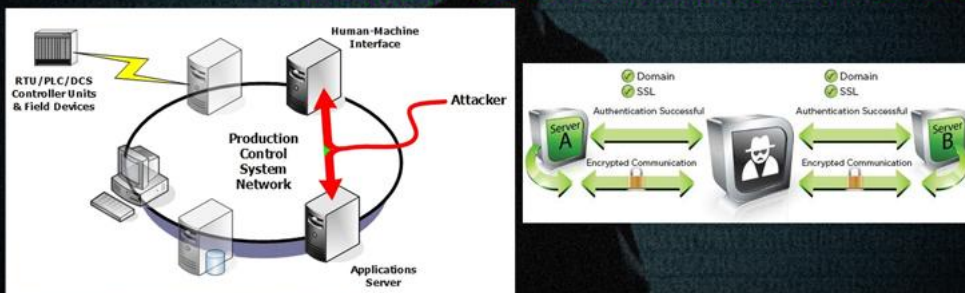 Human-Machine
Interface
RTU/PLC/DCS
Controller Units
& Field Devices
Attacker
Production
Control
System
Network
Applications
Server
Domain
SSL
Authentication Successful
Server
A
Encrypted Communication
Domain
SSL
Authentication Successful
Server
B
Encrypted Communication